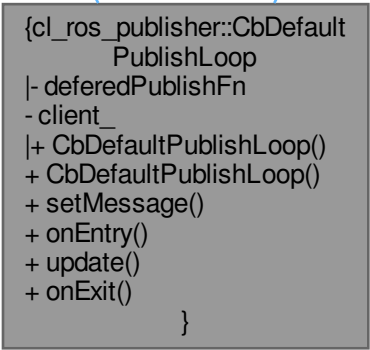 {cl_ros_publisher::CbDefault
PublishLoop
|- deferedPublishFn
- client_
|+ CbDefaultPublishLoop()
+ CbDefaultPublishLoop()
+ setMessage()
+ onEntry()
+ update()
+ onExit()
}